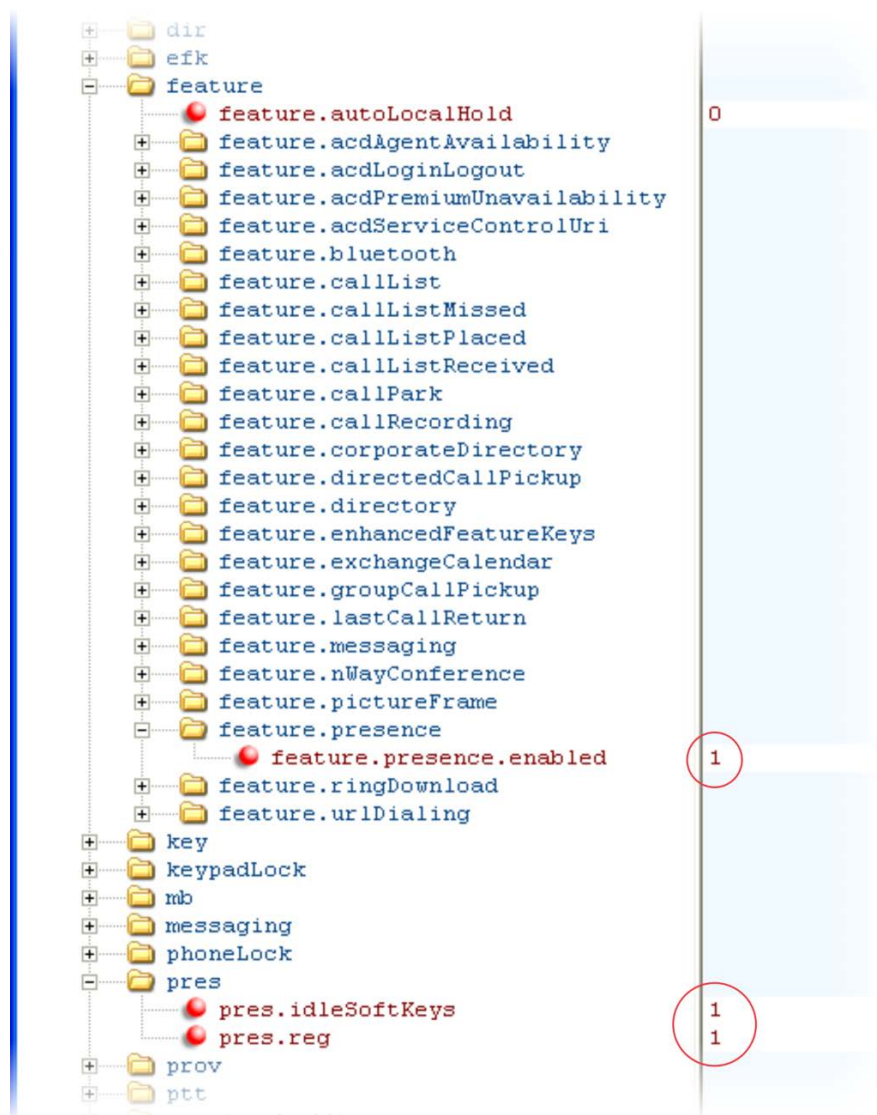 dir
efk
feature
feature.autoLocalHold 0
feature.acdAgentAvailability
feature.acdLoginLogout
feature.acdPremiumUnavailability
feature.acdServiceControlUri
feature.bluetooth
feature.callList
feature.callListMissed
feature.callListPlaced
feature.callListReceived
feature.callPark
feature.callRecording
feature.corporateDirectory
feature.directedCallPickup
feature.directory
feature.enhancedFeatureKeys
feature.exchangeCalendar
feature.groupCallPickup
feature.lastCallReturn
feature.messaging
feature.nWayConference
feature.pictureFrame
feature.presence
feature.presence.enabled 1
feature.ringDownload
feature.urlDialing
key
keypadLock
mb
messaging
phoneLock
pres
pres.idleSoftKeys 1
pres.reg 1
prov
ptt